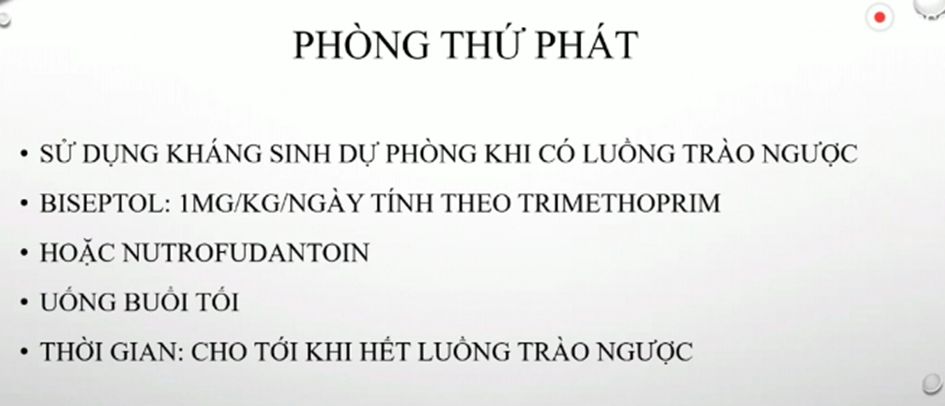 PHÒNG THỨ PHÁT
• SỬ DỤNG KHÁNG SINH DỰ PHÒNG KHI CÓ LUỒNG TRÀO NGƯỢC
• BISEPTOL: 1MG/KG/NGÀY TÍNH THEO TRIMETHOPRIM
• HOẶC NUTROFUDANTOIN
• UỐNG BUỔI TỐI
• THỜI GIAN: CHO TỚI KHI HẾT LUỒNG TRÀO NGƯỢC